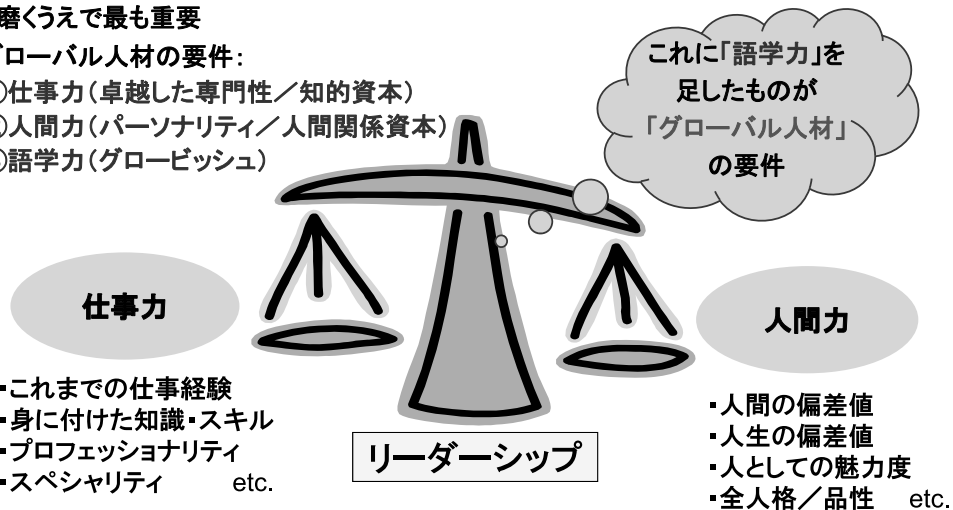 磨くうえで最も重要
グローバル人材の要件：
仕事力（卓越した専門性／知的資本）
人間力（パーソナリティ／人間関係資本）
語学力（グロービッシュ）
これに「語学力」を
足したものが
「グローバル人材」
の要件
仕事力
・これまでの仕事経験
・身に付けた知識・スキル
・プロフェッショナリティ
・スペシャリティ etc.
リーダーシップ
人間力
・人間の偏差値
・人生の偏差値
・人としての魅力度
・全人格／品性 etc.